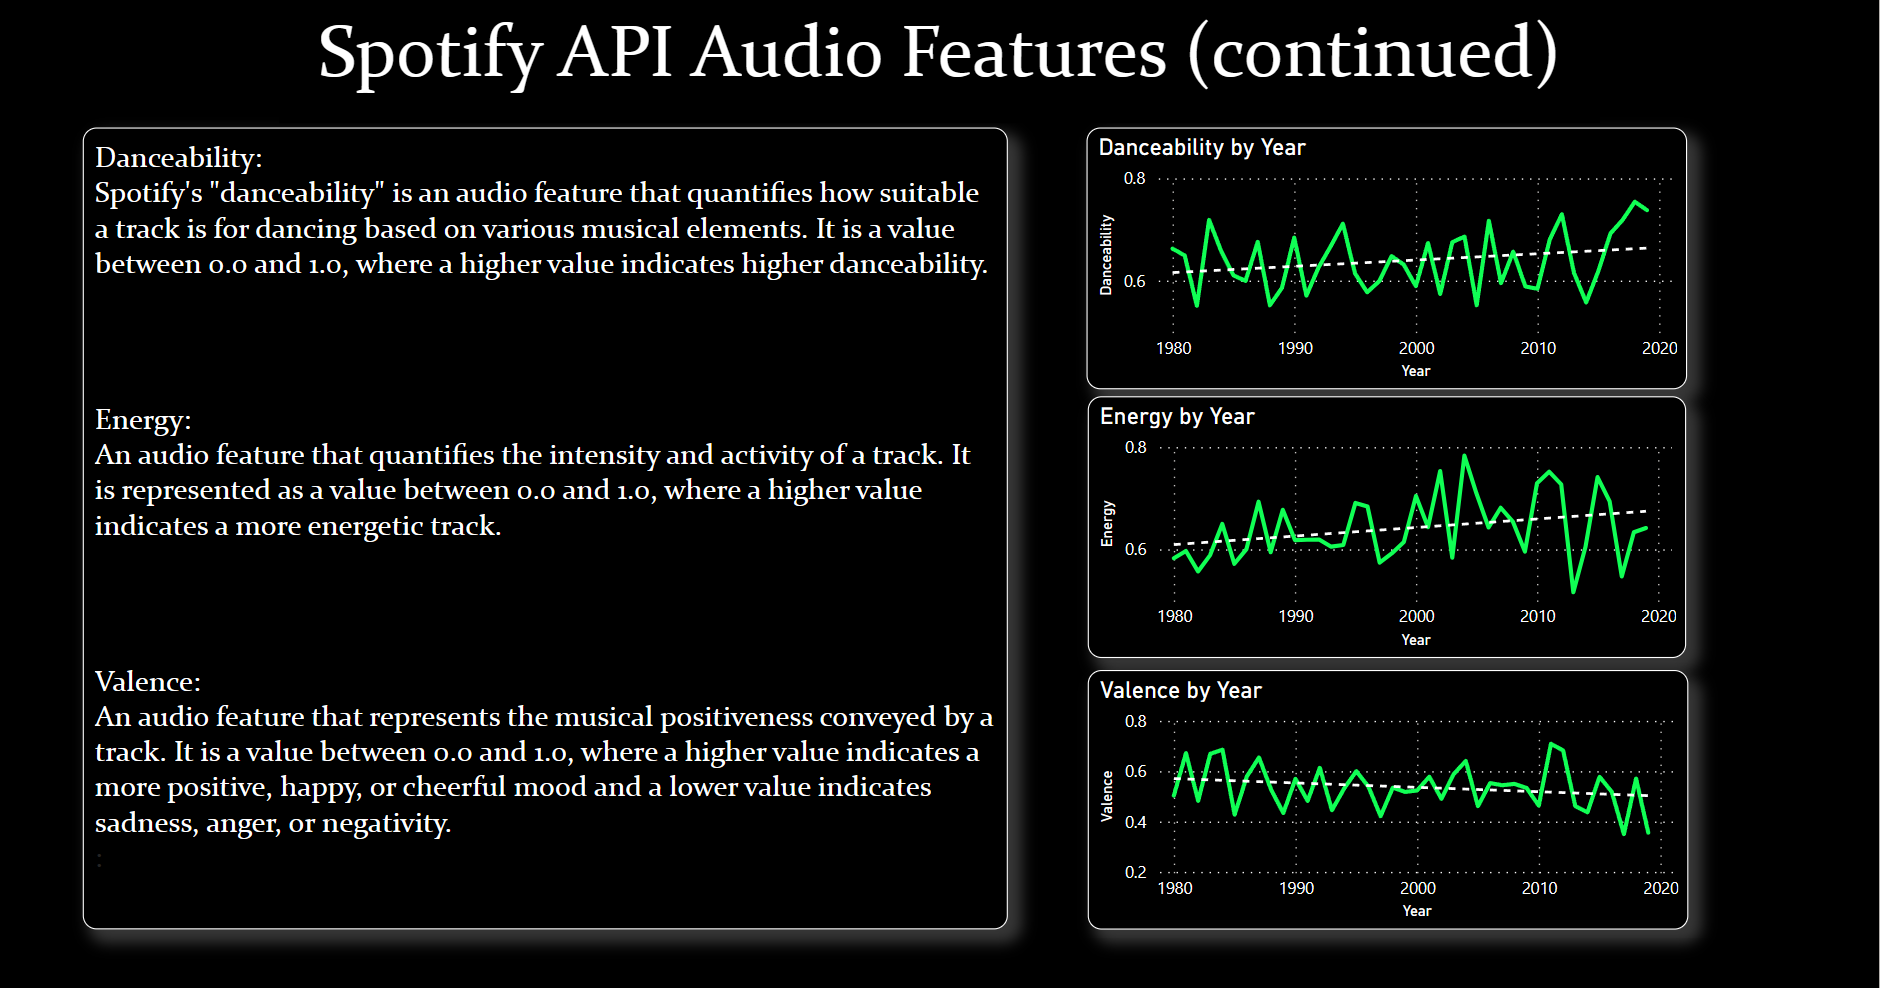 Spotify API Audio Features (continued)
Danceability:
Spotify's "danceability" is an audio feature that quantifies how suitable
a track is for dancing based on various musical elements. It is a value
between 0.0 and 1.0, where a higher value indicates higher danceability.
Energy:
An audio feature that quantifies the intensity and activity of a track. It
is represented as a value between 0.0 and 1.0, where a higher value
indicates a more energetic track.
Valence:
An audio feature that represents the musical positiveness conveyed by a
track. It is a value between 0.0 and 1.0, where a higher value indicates a
more positive, happy, or cheerful mood and a lower value indicates
sadness, anger, or negativity.
:
Danceability by Year
0.8
Danceability
0.6
1980 1990 2000 2010 2020
Year
Energy by Year
0.8
Energy
0.6
1980 1990 2000 2010 2020
Year
Valence by Year
0.8
0.6
Valence
0.4
0.2
1980 1990 2000 2010 2020
Year